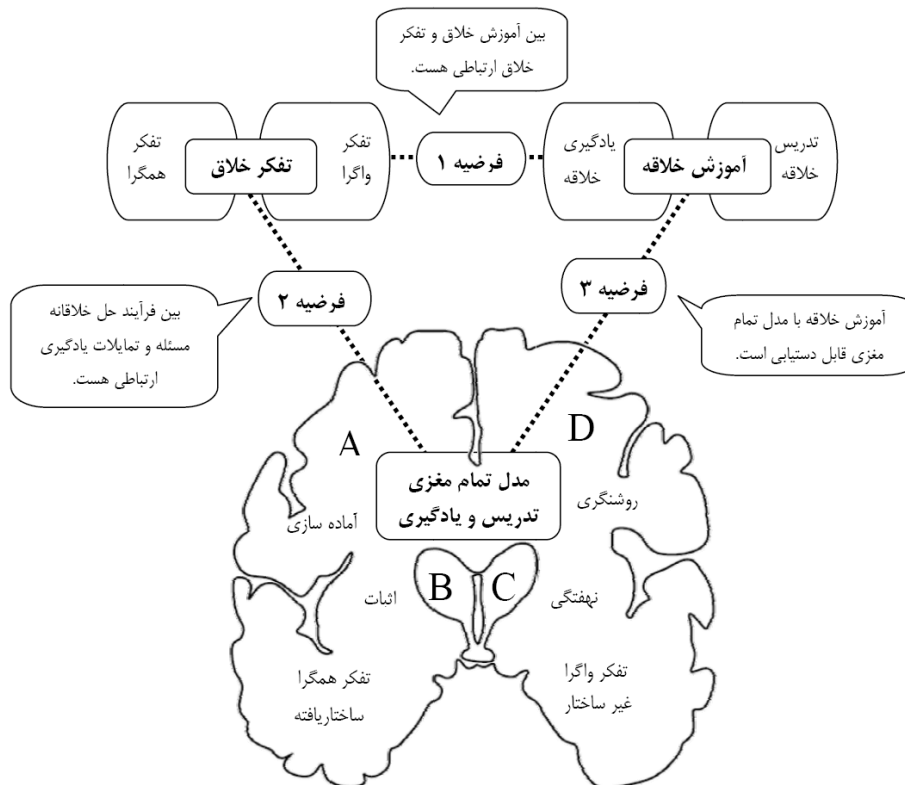 بین آموزش خلاق و تفکر
خلاق ارتباطی هست.
تدریس
خلاقه
آموزش خلاقه
یادگیری
خلاقه
فرضیه ۱
تفکر
واگرا
تفکر خلاق
تفکر
همگرا
فرضیه ۳
آموزش خلاقه با مدل تمام
مغزی قابل دستیابی است.
فرضیه ۲
بین فرآیند حل خلاقانه
مسئله و تمایلات یادگیری
ارتباطی هست.
D
A
مدل تمام مغزی
تدریس و یادگیری
روشنگری
آماده سازی
B
C
نهفتگی
اثبات
تفکر واگرا
غیر ساختار
تفکر همگرا
ساختاریافته